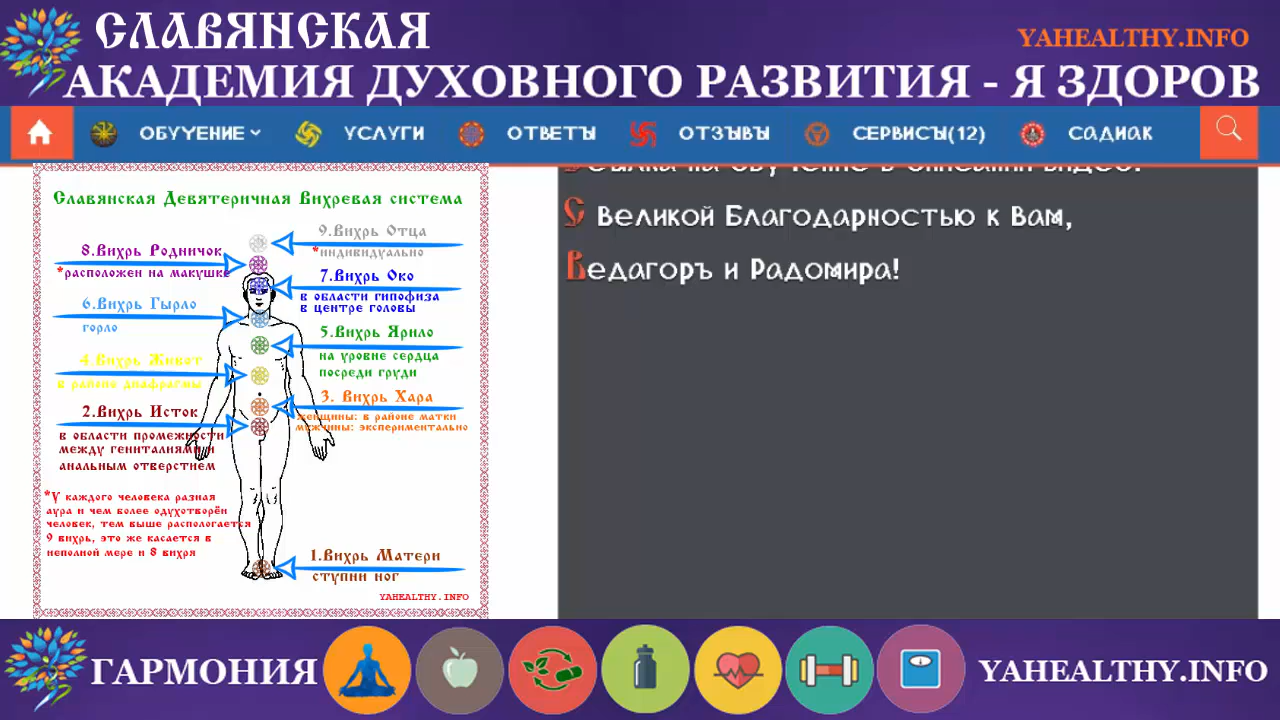 СЛАВЯНСКАЯ
YAHEALTHY.INFO
АКАДЕМИЯ ДУХОВНОГО РАЗВИТИЯ - Я ЗДОРОВ
ОБУЧЕНИЕ УСЛУГИ ОТВЕТЫ ОТЗЫВЫ СЕРВИСЫ(12) САДИАК
Славянская Девятеричная Вихревая система
9.Вихрь Отца
*индивидуально
8.Вихрь Родничок
*расположен на макушке
7.Вихрь Око
в области гипофиза
в центре головы
6.Вихрь Гырло
горло
5.Вихрь Ярило
на уровне сердца
посреди груди
4.Вихрь Живот
в районе диафрагмы
3. Вихрь Хара
женщины: в районе матки
мужчины: экспериментально
2.Вихрь Исток
в области промежности
между гениталиями и
анальным отверстием
*У каждого человека разная
аура и чем более одухотворён
человек, тем выше распологается
9 вихрь, это же касается в
неполной мере и 8 вихря
1.Вихрь Матери
ступни ног
YAHEALTHY.INFO
С Великой Благодарностью к Вам,
Ведагоръ и Радомира!
ГАРМОНИЯ
YAHEALTHY.INFO